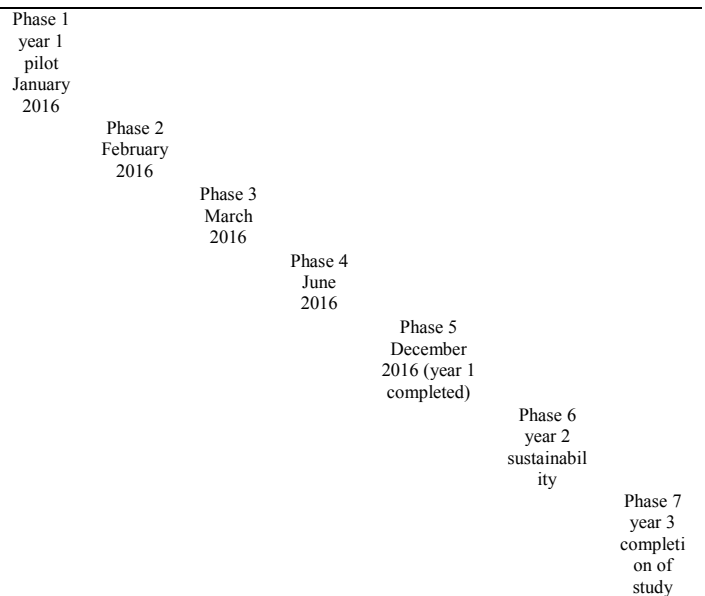 Phase 1
year 1
pilot
January
2016
Phase 2
February
2016
Phase 3
March
2016
Phase 4
June
2016
Phase 5
December
2016 (year 1
completed)
Phase 6
year 2
sustainabil
ity
Phase 7
year 3
completi
on of
study